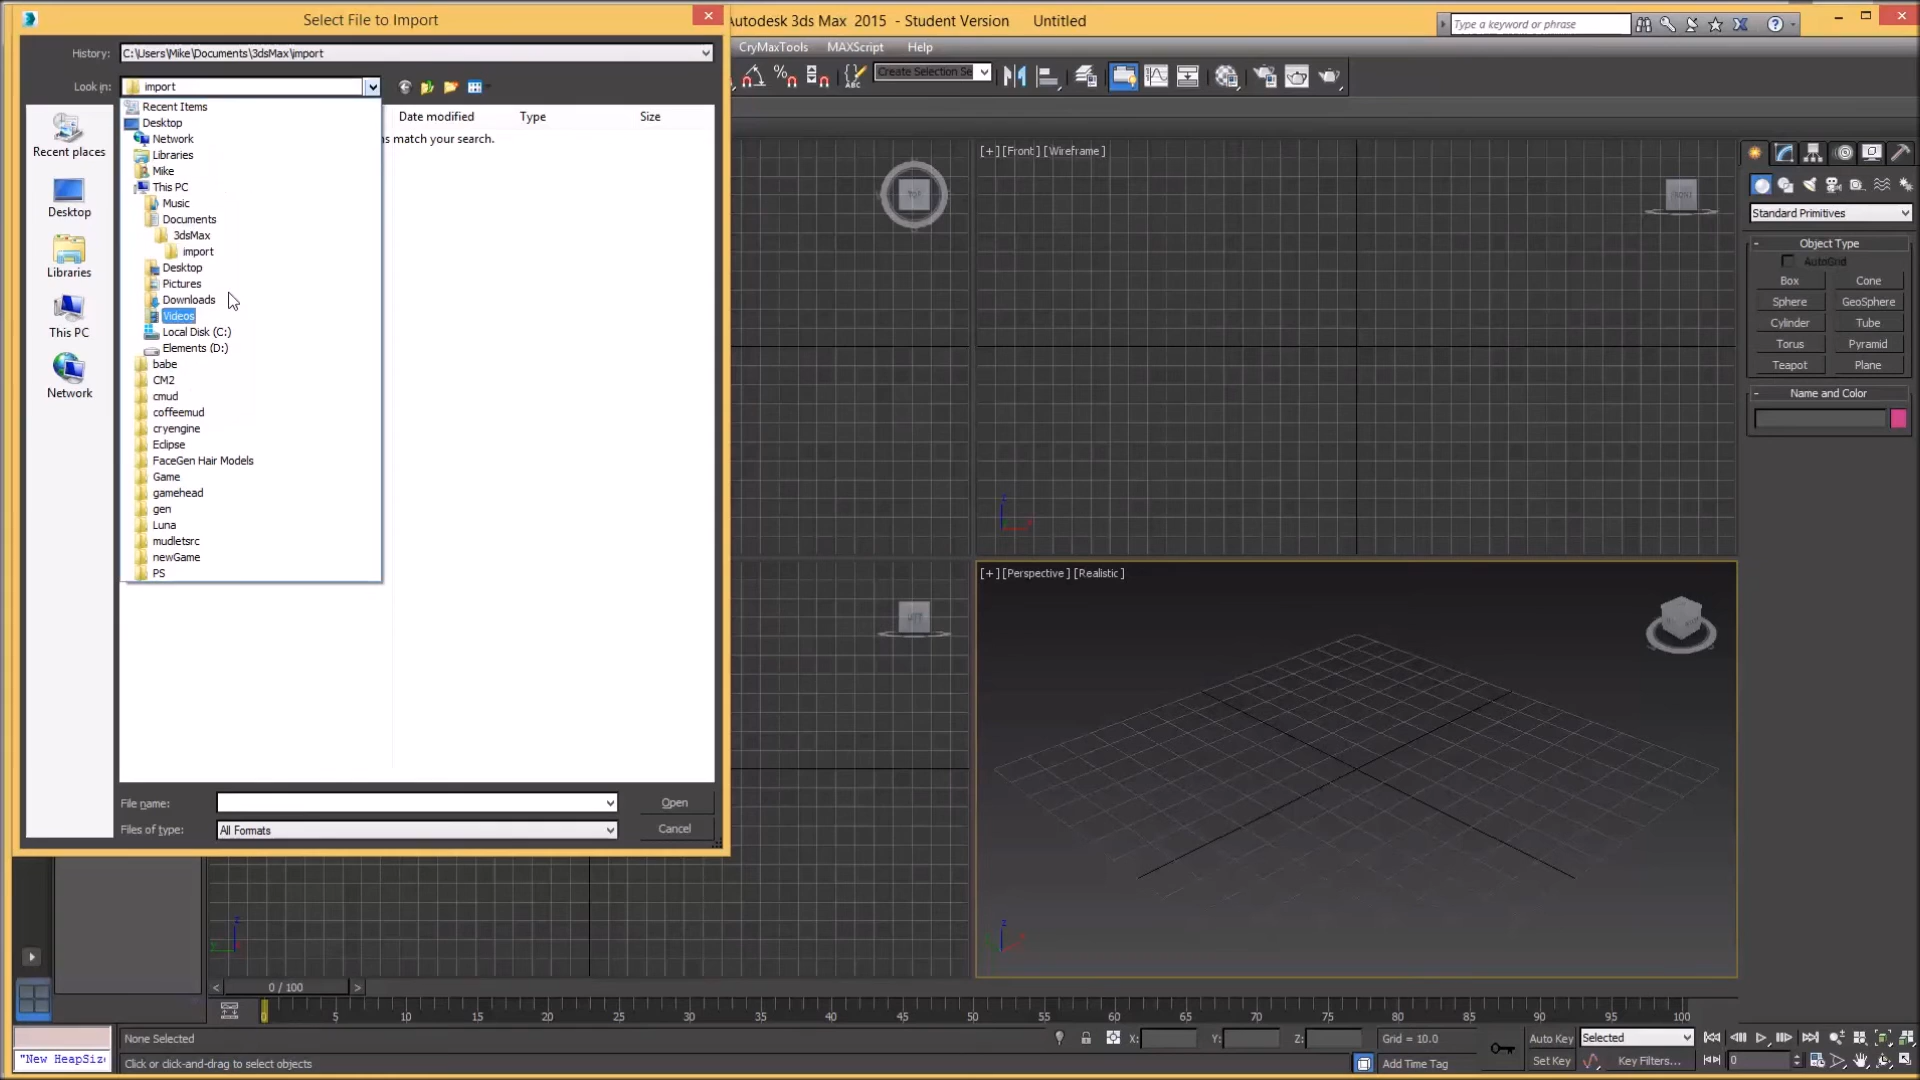 Select File to Import
Autodesk 3ds Max 2015 - Student Version Untitled
Type a keyword or phrase
History: C:\Users\Mike\Documents\3dsMax\import
CryMaxTools MAXScript Help
Look in: import
Create Selection Se
Recent Items
Desktop
Network
Libraries
Mike
This PC
Music
Documents
3dsMax
import
Desktop
Pictures
Downloads
Videos
Local Disk (C:)
Elements (D:)
babe
CM2
cmud
coffeemud
cryengine
Eclipse
FaceGen Hair Models
Game
gamehead
gen
Luna
mudletsrc
newGame
PS
Recent places
Desktop
Libraries
This PC
Network
Date modified Type Size
s match your search.
File name: Open
Files of type: All Formats Cancel
TOP
[+] [Front] [Wireframe]
FRONT
[+] [Perspective] [Realistic]
Standard Primitives
- Object Type
AutoGrid
Box Cone
Sphere GeoSphere
Cylinder Tube
Torus Pyramid
Teapot Plane
- Name and Color
< 0 / 100 >
0 5 10 15 20 25 30 35 40 45 50 55 60 65 70 75 80 85 90 95 100
None Selected X: Y: Z: Grid = 10.0 Auto Key Selected
"New HeapSiz Click or click-and-drag to select objects Add Time Tag Set Key Key Filters... 0